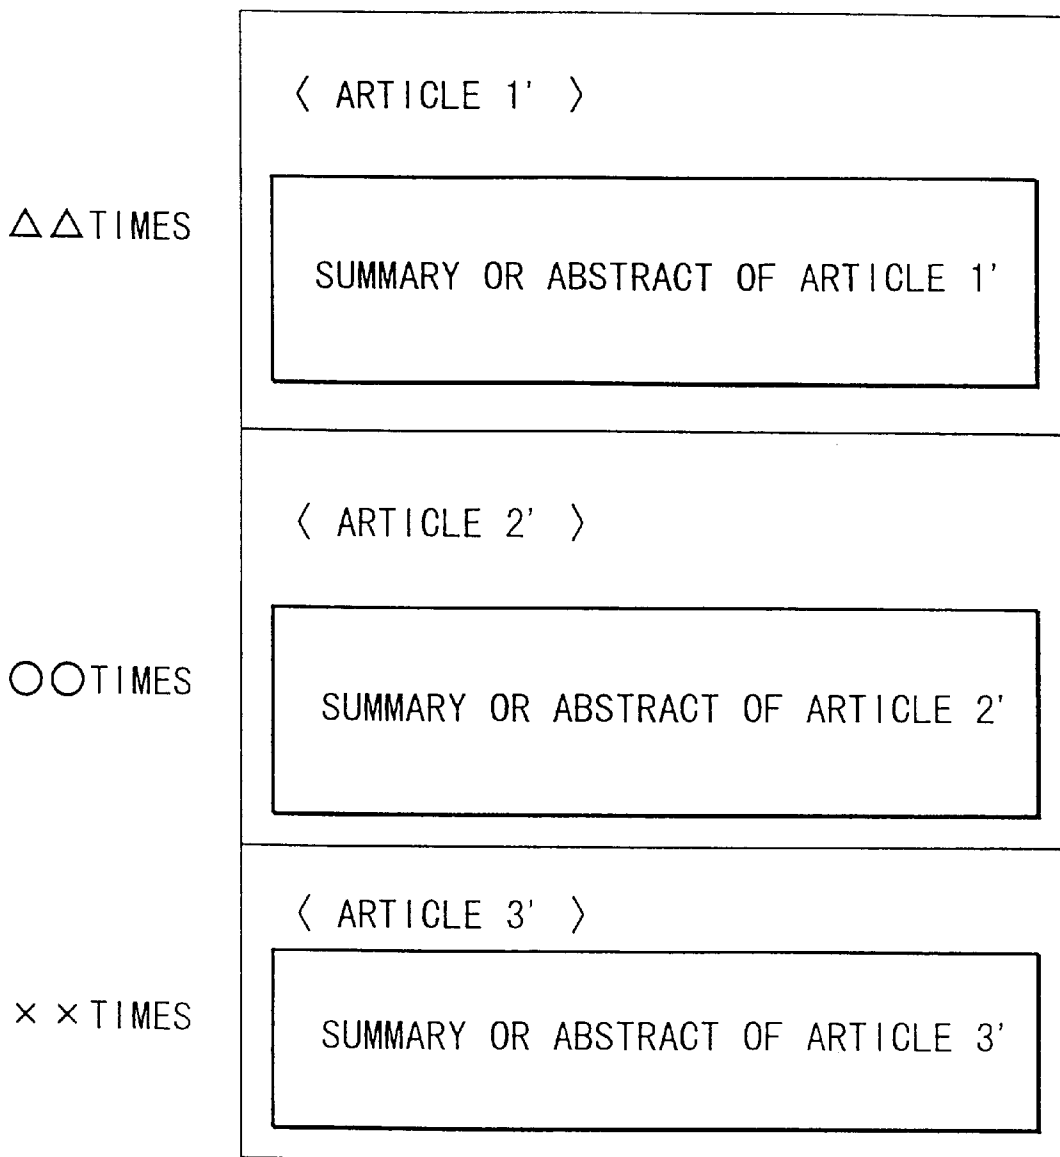 〈 ARTICLE 1' 〉
△△TIMES
SUMMARY OR ABSTRACT OF ARTICLE 1'
〈 ARTICLE 2' 〉
○○TIMES
SUMMARY OR ABSTRACT OF ARTICLE 2'
〈 ARTICLE 3' 〉
××TIMES
SUMMARY OR ABSTRACT OF ARTICLE 3'